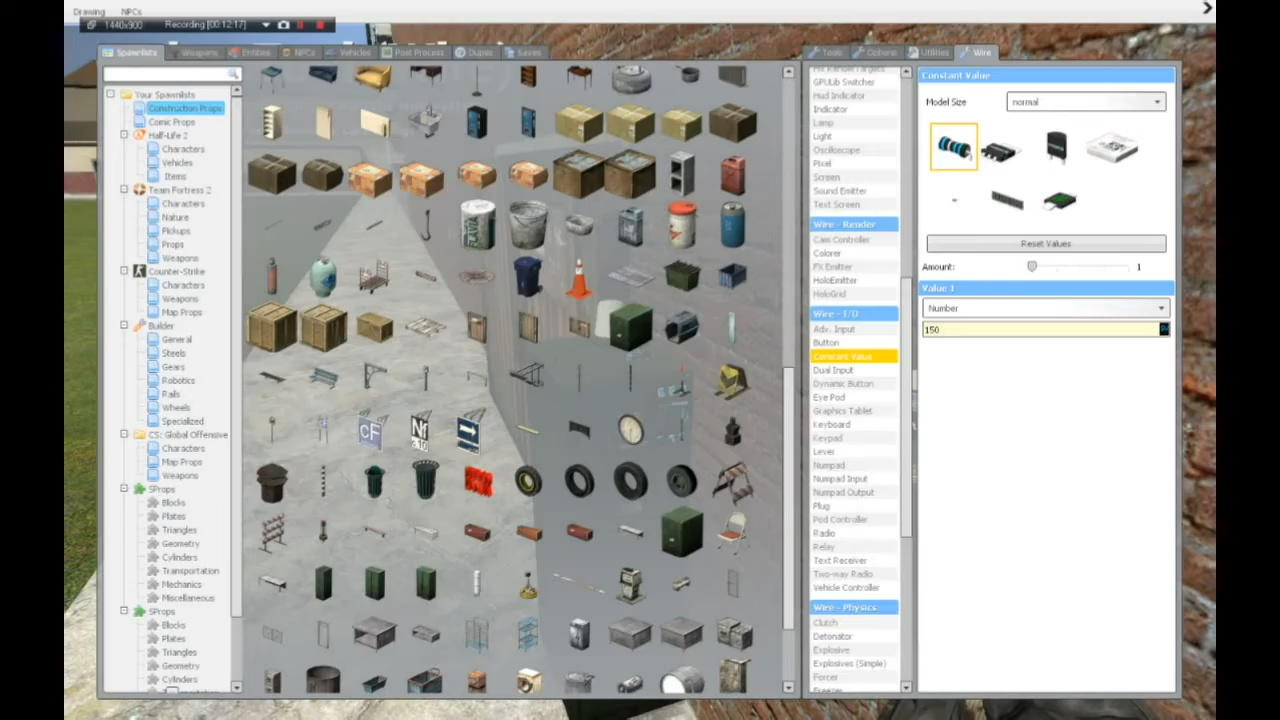 Drawing NPCs
1440x900 Recording [00:12:17]
Spawnlists Weapons Entities NPCs Vehicles Post Process Dupes Saves
Your Spawnlists
Construction Props
Comic Props
Half-Life 2
Characters
Vehicles
Items
Team Fortress 2
Characters
Nature
Pickups
Props
Weapons
Counter-Strike
Characters
Weapons
Map Props
Builder
General
Steels
Gears
Robotics
Rails
Wheels
Specialized
CS: Global Offensive
Characters
Map Props
Weapons
SProps
Blocks
Plates
Triangles
Geometry
Cylinders
Transportation
Mechanics
Miscellaneous
SProps
Blocks
Plates
Triangles
Geometry
Cylinders
CF
Nf
Tools Options Utilities Wire
GPULib Switcher
Hud Indicator
Indicator
Lamp
Light
Oscilloscope
Pixel
Screen
Sound Emitter
Text Screen
Wire - Render
Cam Controller
Colorer
FX Emitter
HoloEmitter
HoloGrid
Wire - I/O
Adv. Input
Button
Constant Value
Dual Input
Dynamic Button
Eye Pod
Graphics Tablet
Keyboard
Keypad
Lever
Numpad
Numpad Input
Numpad Output
Plug
Pod Controller
Radio
Relay
Text Receiver
Two-way Radio
Vehicle Controller
Wire - Physics
Clutch
Detonator
Explosive
Explosives (Simple)
Forcer
Freezer
Constant Value
Model Size normal
Reset Values
Amount: 1
Value 1
Number
150